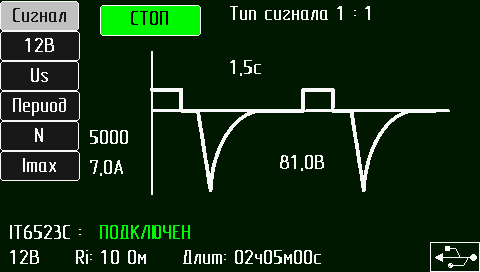 Сигнал
СТОП
Тип сигнала 1 : 1
12В
Us
1,5с
Период
N 5000
Imax 7,0А
81,0В
IT6523C : ПОДКЛЮЧЕН
12В Ri: 10 Ом Длит: 02ч05м00с